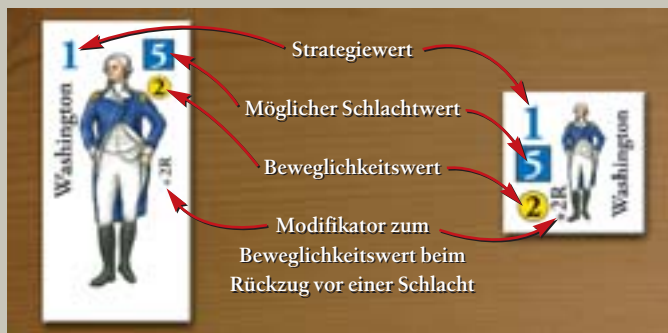 1
5
2
Washington
+2R
Strategiewert
Möglicher Schlachtwert
Beweglichkeitswert
Modifikator zum
Beweglichkeitswert beim
Rückzug vor einer Schlacht
1
5
2
+2R
Washington